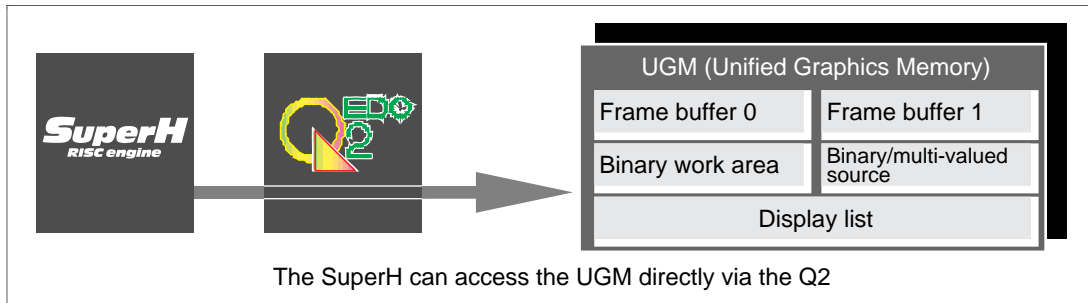 SuperH
RISC engine
Q EDO
2
UGM (Unified Graphics Memory)
Frame buffer 0
Frame buffer 1
Binary work area
Binary/multi-valued
source
Display list
The SuperH can access the UGM directly via the Q2